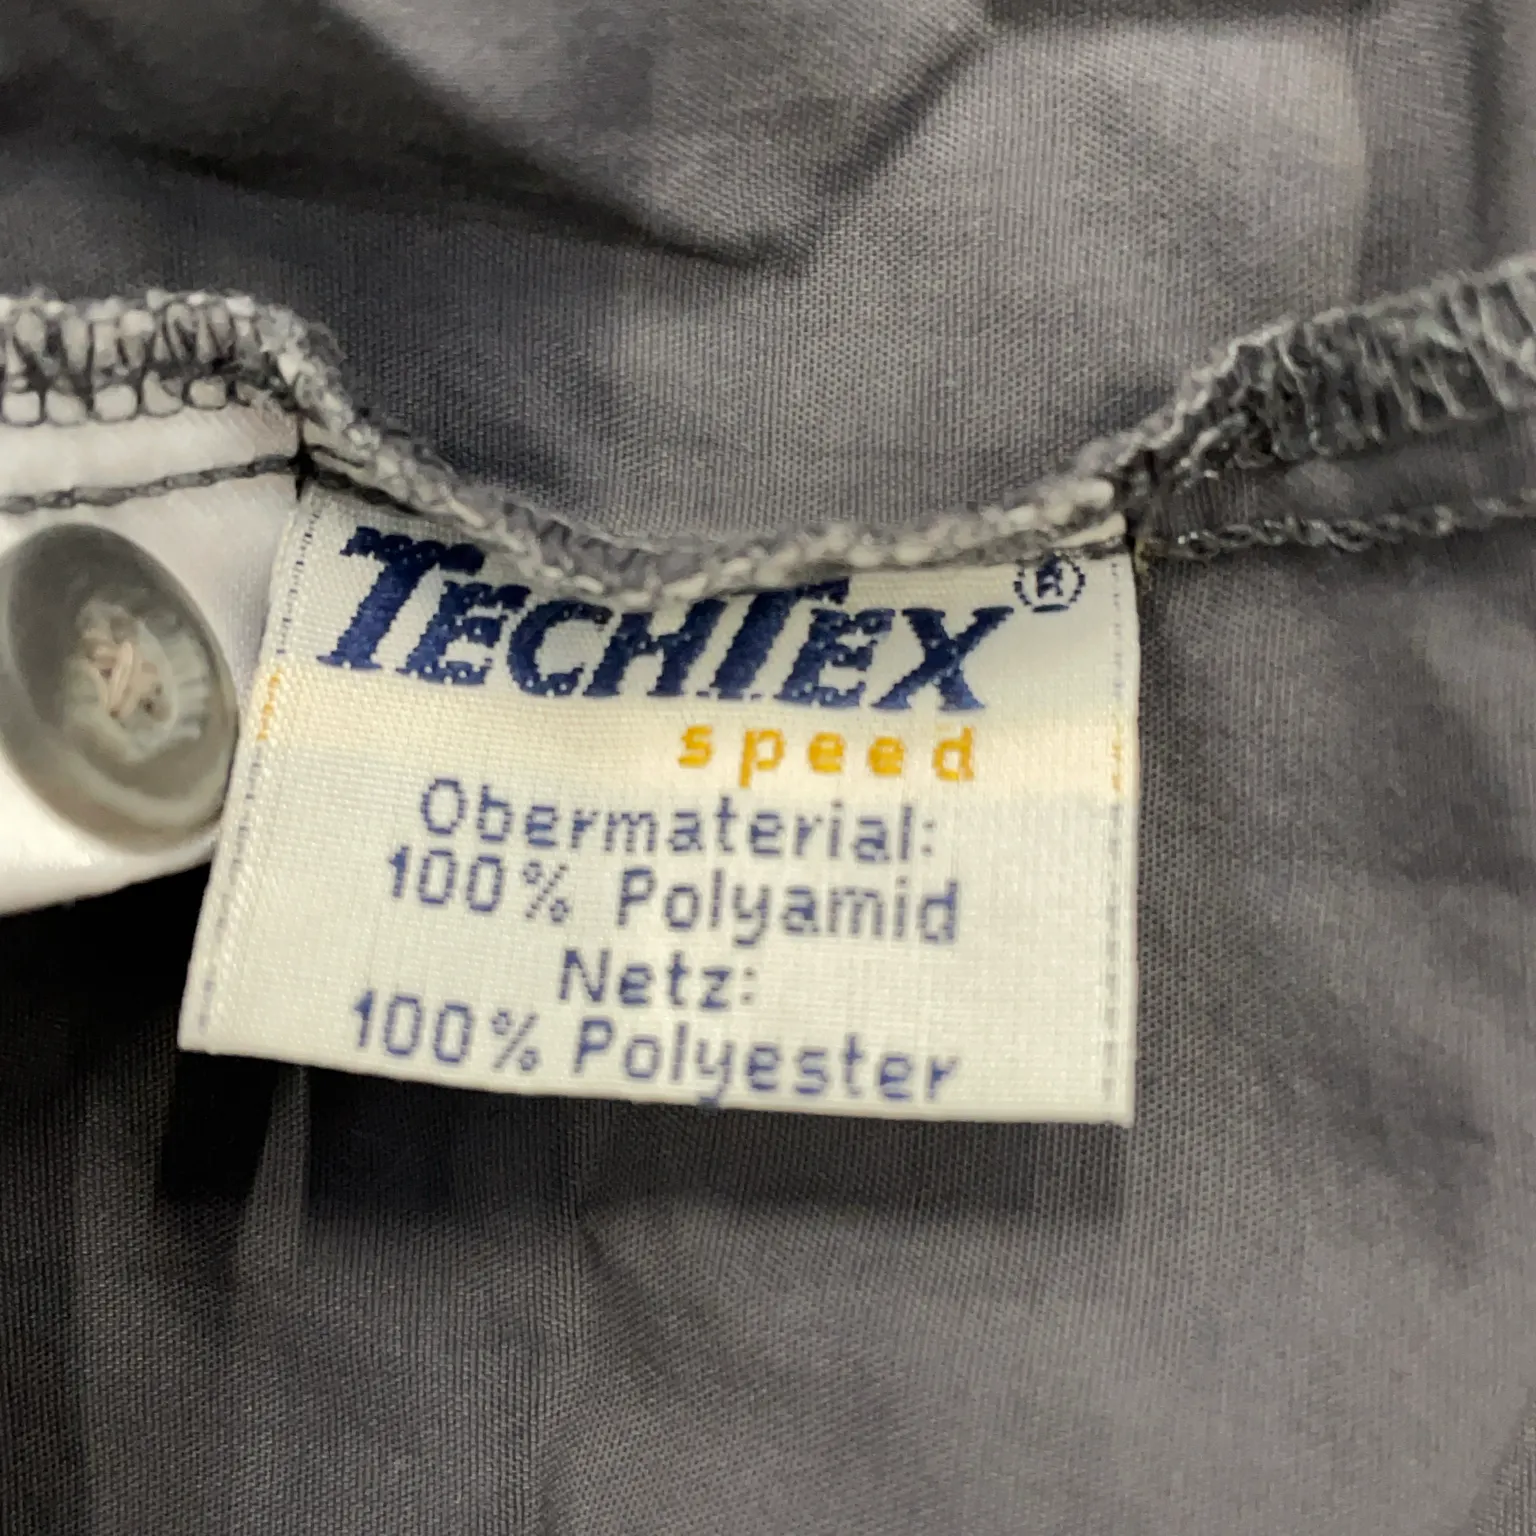 TECHTEX®
speed
Obermaterial:
100% Polyamid
Netz:
100% Polyester